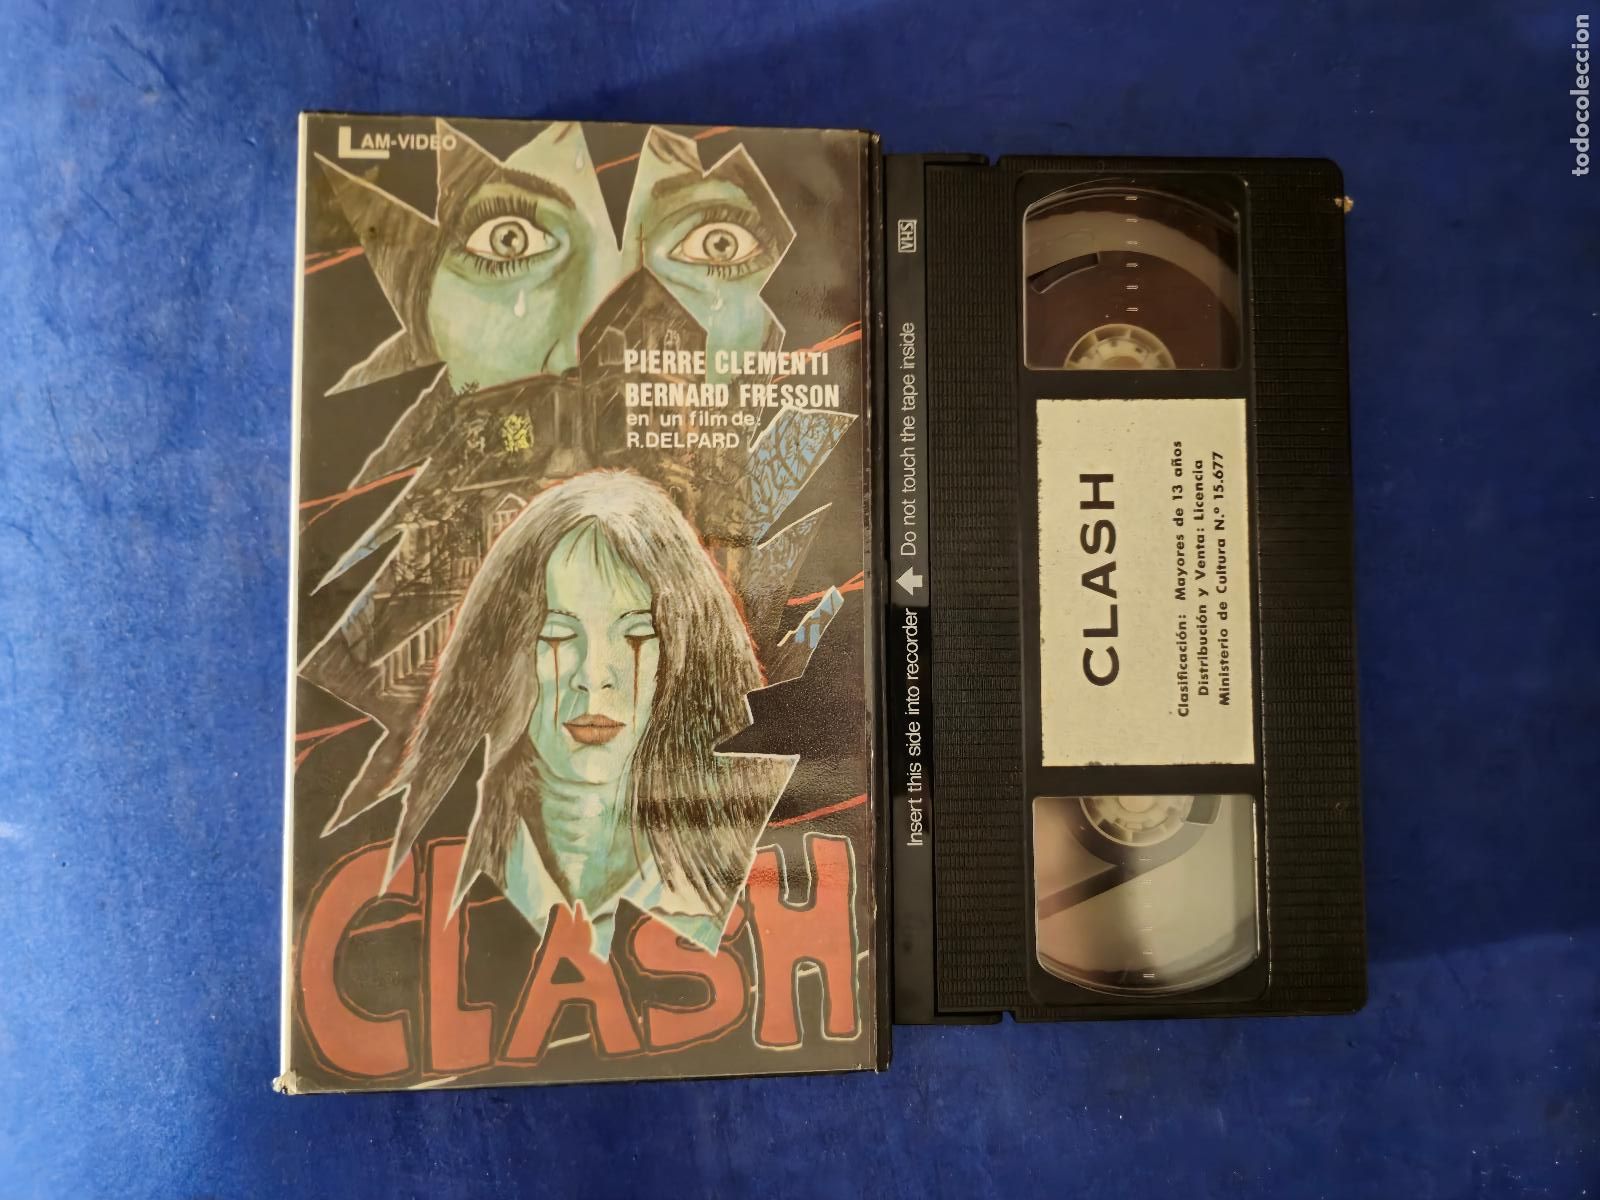 LAM-VIDEO
PIERRE CLEMENTI
BERNARD FRESSON
en un film de:
R.DELPARD
CLASH
VHS
Insert this side into recorder Do not touch the tape inside
CLASH
Clasificación: Mayores de 13 años
Distribución y Venta: Licencia
Ministerio de Cultura N.º 15.677
todocoleccion